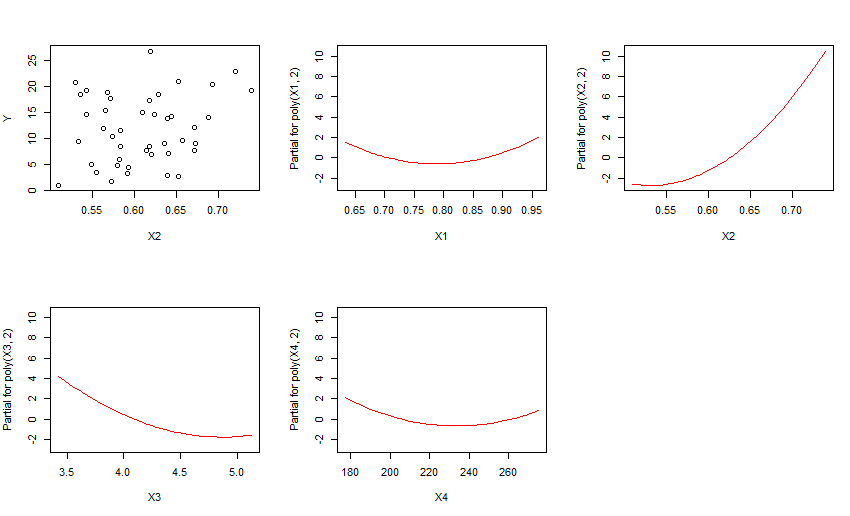 Y
25
20
15
10
5
0
0.55 0.60 0.65 0.70
X2
Partial for poly(X1, 2)
10
8
6
4
2
0
-2
0.65 0.70 0.75 0.80 0.85 0.90 0.95
X1
Partial for poly(X2, 2)
10
8
6
4
2
0
-2
0.55 0.60 0.65 0.70
X2
Partial for poly(X3, 2)
10
8
6
4
2
0
-2
3.5 4.0 4.5 5.0
X3
Partial for poly(X4, 2)
10
8
6
4
2
0
-2
180 200 220 240 260
X4